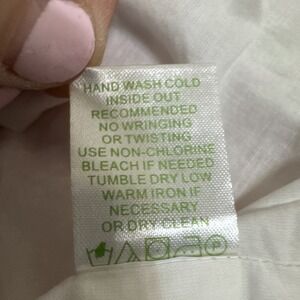 HAND WASH COLD
INSIDE OUT
RECOMMENDED
NO WRINGING
OR TWISTING
USE NON-CHLORINE
BLEACH IF NEEDED
TUMBLE DRY LOW
WARM IRON IF
NECESSARY
OR DRY CLEAN
P